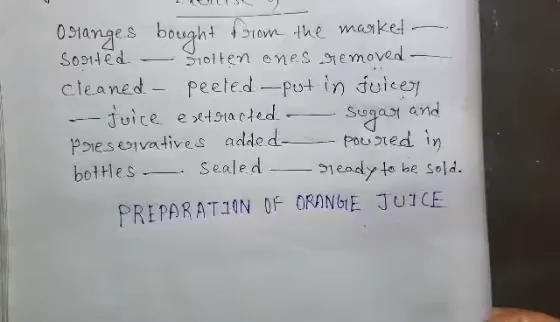 Oranges bought from the market —
Sorted — rotten ones removed —
cleaned — peeled — put in juicer
— juice extracted — sugar and
preservatives added — poured in
bottles — sealed — ready to be sold.
PREPARATION OF ORANGE JUICE